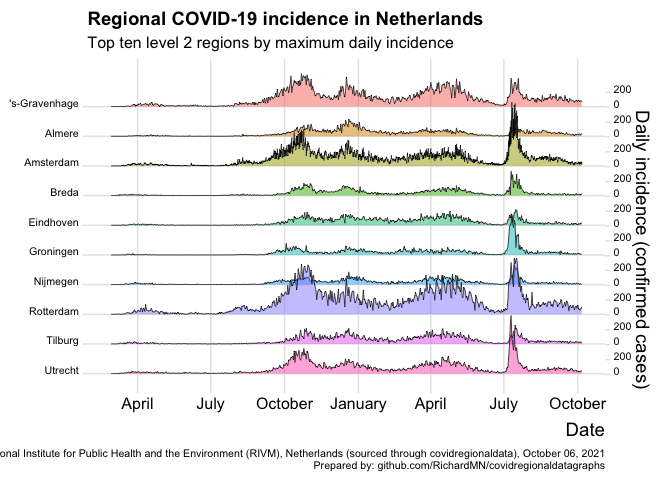 Regional COVID-19 incidence in Netherlands
Top ten level 2 regions by maximum daily incidence
's-Gravenhage
200
0
Almere
200
0
Amsterdam
200
0
Breda
200
0
Eindhoven
200
0
Groningen
200
0
Nijmegen
200
0
Rotterdam
200
0
Tilburg
200
0
Utrecht
200
0
Daily incidence (confirmed cases)
April July October January April July October
Date
onal Institute for Public Health and the Environment (RIVM), Netherlands (sourced through covidregionaldata), October 06, 2021
Prepared by: github.com/RichardMN/covidregionaldatagraphs